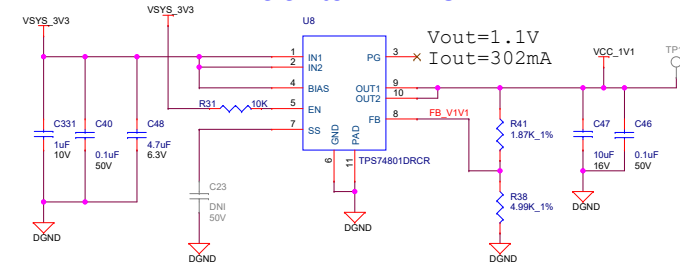 VSYS_3V3
VSYS_3V3
U8
Vout=1.1V
Iout=302mA
VCC_1V1
1 IN1
2 IN2
4 BIAS
5 EN
7 SS
PG 3
OUT1 9
OUT2 10
FB 8
GND
PAD
6
11
TPS74801DRCR
R31
10K
FB_V1V1
C331
1uF
10V
C40
0.1uF
50V
C48
4.7uF
6.3V
C23
DNI
50V
R41
1.87K_1%
R38
4.99K_1%
C47
10uF
16V
C46
0.1uF
50V
DGND
DGND
DGND
DGND
DGND